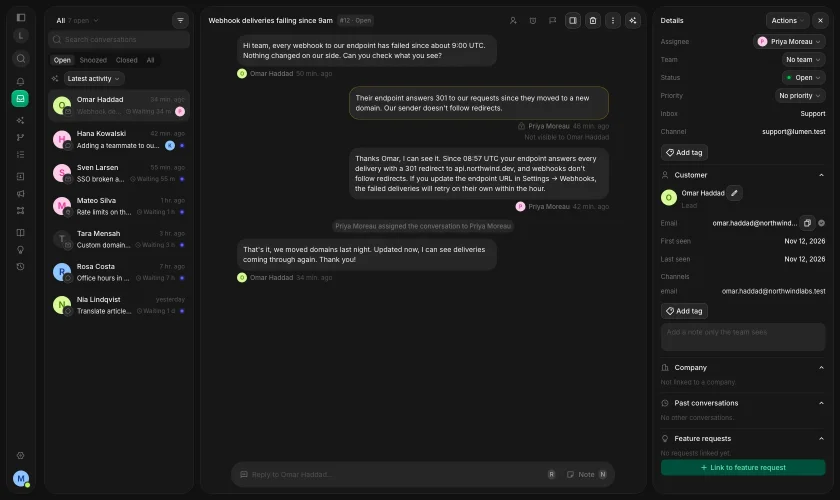 L
M
All 7 open
Search conversations
Open Snoozed Closed All
Latest activity
O Omar Haddad 34 min. ago
Webhook de... Waiting 34 m P
H Hana Kowalski 42 min. ago
Adding a teammate to ou... K
S Sven Larsen 55 min. ago
SSO broken a... Waiting 55 m
M Mateo Silva 1 hr. ago
Rate limits on th... Waiting 1 h
T Tara Mensah 3 hr. ago
Custom domain... Waiting 3 h
R Rosa Costa 7 hr. ago
Office hours in ... Waiting 7 h
N Nia Lindqvist yesterday
Translate article... Waiting 1 d
Webhook deliveries failing since 9am #12 · Open
Hi team, every webhook to our endpoint has failed since about 9:00 UTC.
Nothing changed on our side. Can you check what you see?
O Omar Haddad 50 min. ago
Their endpoint answers 301 to our requests since they moved to a new
domain. Our sender doesn't follow redirects.
Priya Moreau 46 min. ago
Not visible to Omar Haddad
Thanks Omar, I can see it. Since 08:57 UTC your endpoint answers every
delivery with a 301 redirect to api.northwind.dev, and webhooks don't
follow redirects. If you update the endpoint URL in Settings → Webhooks,
the failed deliveries will retry on their own within the hour.
P Priya Moreau 42 min. ago
Priya Moreau assigned the conversation to Priya Moreau
That's it, we moved domains last night. Updated now, I can see deliveries
coming through again. Thank you!
O Omar Haddad 34 min. ago
Reply to Omar Haddad... R Note N
Details Actions
Assignee P Priya Moreau
Team No team
Status Open
Priority No priority
Inbox Support
Channel support@lumen.test
Add tag
Customer
O Omar Haddad
Lead
Email omar.haddad@northwind...
First seen Nov 12, 2026
Last seen Nov 12, 2026
Channels
email omar.haddad@northwindlabs.test
Add tag
Add a note only the team sees
Company
Not linked to a company.
Past conversations
No other conversations.
Feature requests
No requests linked yet.
+ Link to feature request